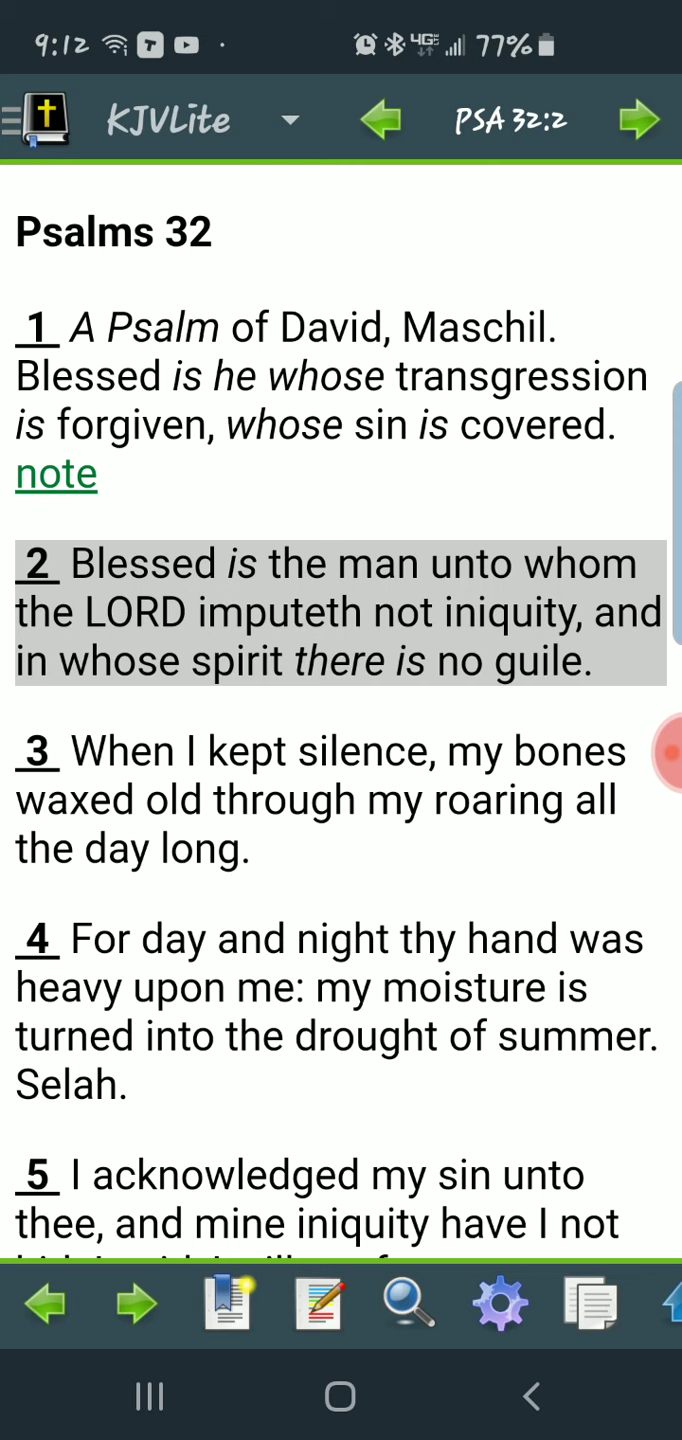 9:12 T 4GE 77%
KJVLite PSA 32:2
Psalms 32
1 A Psalm of David, Maschil.
Blessed is he whose transgression
is forgiven, whose sin is covered.
note
2 Blessed is the man unto whom
the LORD imputeth not iniquity, and
in whose spirit there is no guile.
3 When I kept silence, my bones
waxed old through my roaring all
the day long.
4 For day and night thy hand was
heavy upon me: my moisture is
turned into the drought of summer.
Selah.
5 I acknowledged my sin unto
thee, and mine iniquity have I not